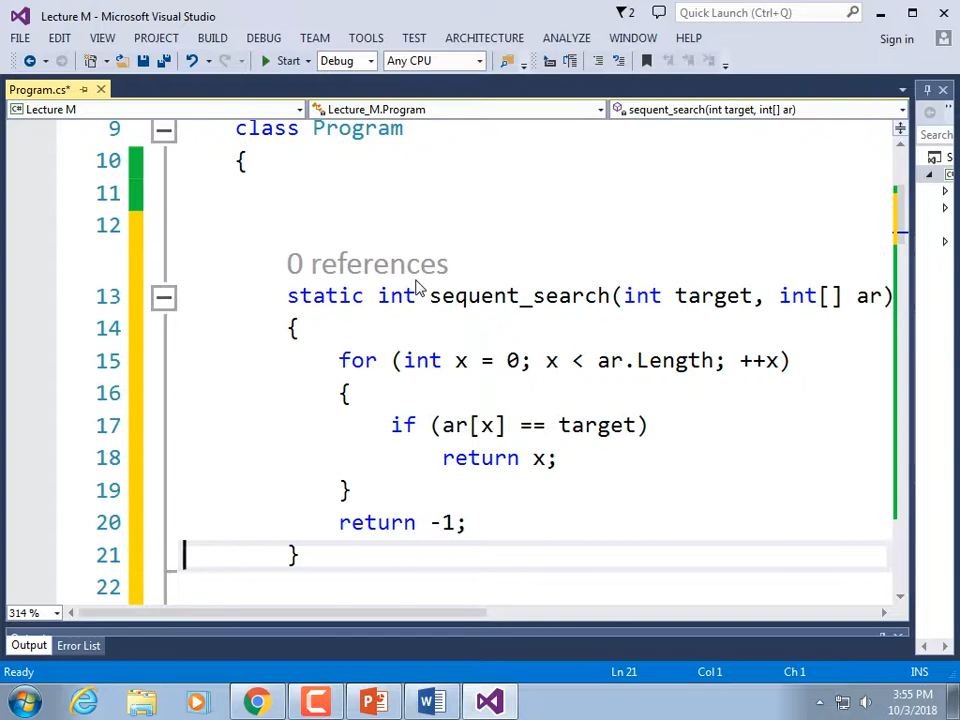 Lecture M - Microsoft Visual Studio
2
Quick Launch (Ctrl+Q)
FILE EDIT VIEW PROJECT BUILD DEBUG TEAM TOOLS TEST ARCHITECTURE ANALYZE WINDOW HELP Sign in
Start Debug Any CPU
Program.cs*
Lecture M Lecture_M.Program sequent_search(int target, int[] ar)
Search
9 class Program
10 {
11
12
0 references
13 static int sequent_search(int target, int[] ar)
14 {
15 for (int x = 0; x < ar.Length; ++x)
16 {
17 if (ar[x] == target)
18 return x;
19 }
20 return -1;
21 }
22
314 %
Output Error List
Ready Ln 21 Col 1 Ch 1 INS
3:55 PM
10/3/2018